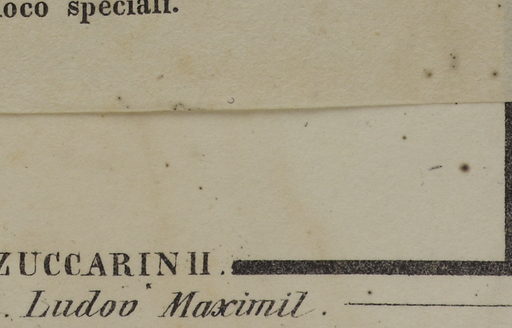 loco speciali.
ZUCCARINII.
. Ludov Maximil.